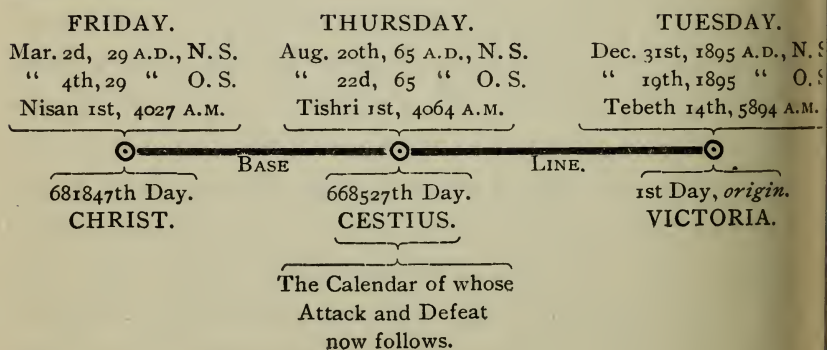 FRIDAY. THURSDAY. TUESDAY.
Mar. 2d, 29 A.D., N. S. Aug. 20th, 65 A.D., N. S. Dec. 31st, 1895 A.D., N. S
“ 4th, 29 “ O. S. “ 22d, 65 “ O. S. “ 19th, 1895 “ O. S
Nisan 1st, 4027 A.M. Tishri 1st, 4064 A.M. Tebeth 14th, 5894 A.M.
BASE LINE.
681847th Day. 668527th Day. 1st Day, origin.
CHRIST. CESTIUS. VICTORIA.
The Calendar of whose
Attack and Defeat
now follows.